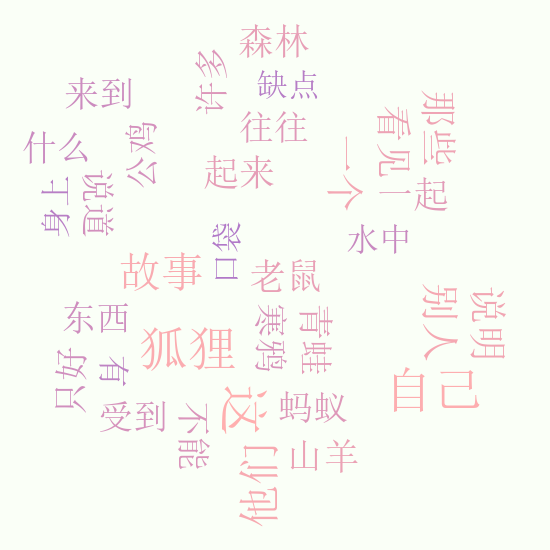 森林
许多
缺点
来到
那些
看见
往往
公鸡
什么
一个
起来
一起
身上
说道
水中
口袋
故事
老鼠
别人
说明
东西
寒鸦
青蛙
狐狸
只好
有
自己
这
蚂蚁
受到
不能
山羊
他们